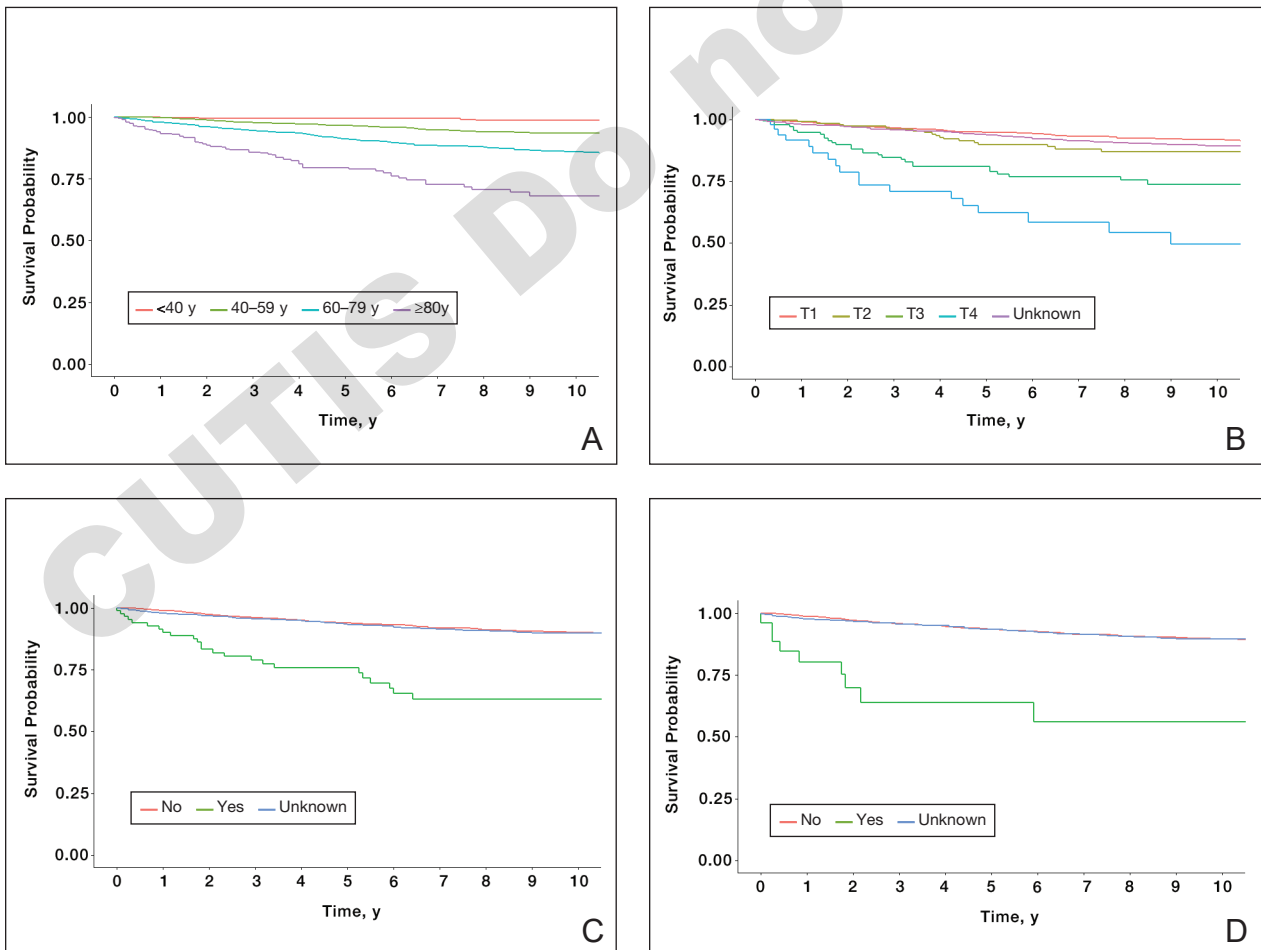 1.00
0.75
0.50
0.25
0.00
Survival Probability
<40 y 40–59 y 60–79 y ≥80y
0 1 2 3 4 5 6 7 8 9 10
Time, y
A
1.00
0.75
0.50
0.25
0.00
Survival Probability
T1 T2 T3 T4 Unknown
0 1 2 3 4 5 6 7 8 9 10
Time, y
B
1.00
0.75
0.50
0.25
0.00
Survival Probability
No Yes Unknown
0 1 2 3 4 5 6 7 8 9 10
Time, y
C
1.00
0.75
0.50
0.25
0.00
Survival Probability
No Yes Unknown
0 1 2 3 4 5 6 7 8 9 10
Time, y
D
CUTIS Do no